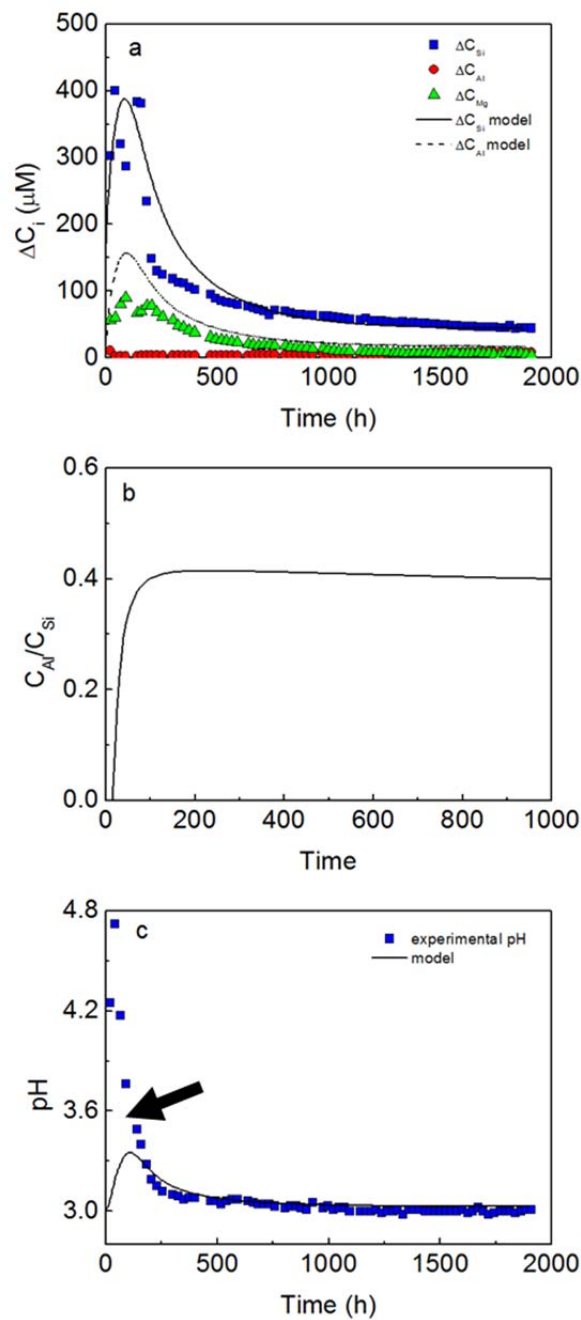 500
400
300
200
100
0
ΔCᵢ (μM)
a
ΔC_Si
ΔC_Al
ΔC_Mg
ΔC_Si model
ΔC_Al model
0 500 1000 1500 2000
Time (h)
0.6
0.4
0.2
0.0
C_Al/C_Si
b
0 200 400 600 800 1000
Time
4.8
4.2
3.6
3.0
pH
c
experimental pH
model
0 500 1000 1500 2000
Time (h)